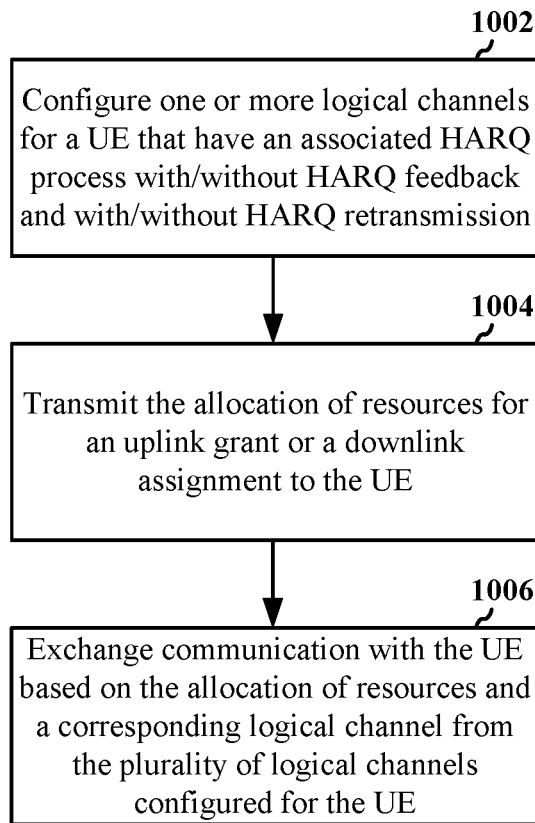 1002
Configure one or more logical channels
for a UE that have an associated HARQ
process with/without HARQ feedback
and with/without HARQ retransmission
1004
Transmit the allocation of resources for
an uplink grant or a downlink
assignment to the UE
1006
Exchange communication with the UE
based on the allocation of resources and
a corresponding logical channel from
the plurality of logical channels
configured for the UE